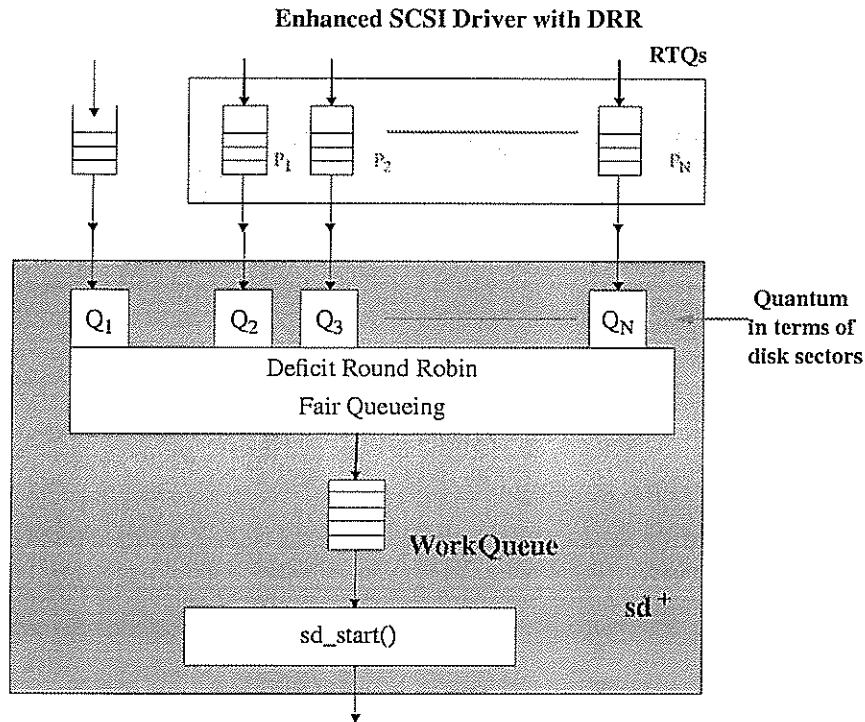 Enhanced SCSI Driver with DRR
RTQs
P1
P2
PN
Q1
Q2
Q3
QN
Quantum
in terms of
disk sectors
Deficit Round Robin
Fair Queueing
WorkQueue
sd+
sd_start()